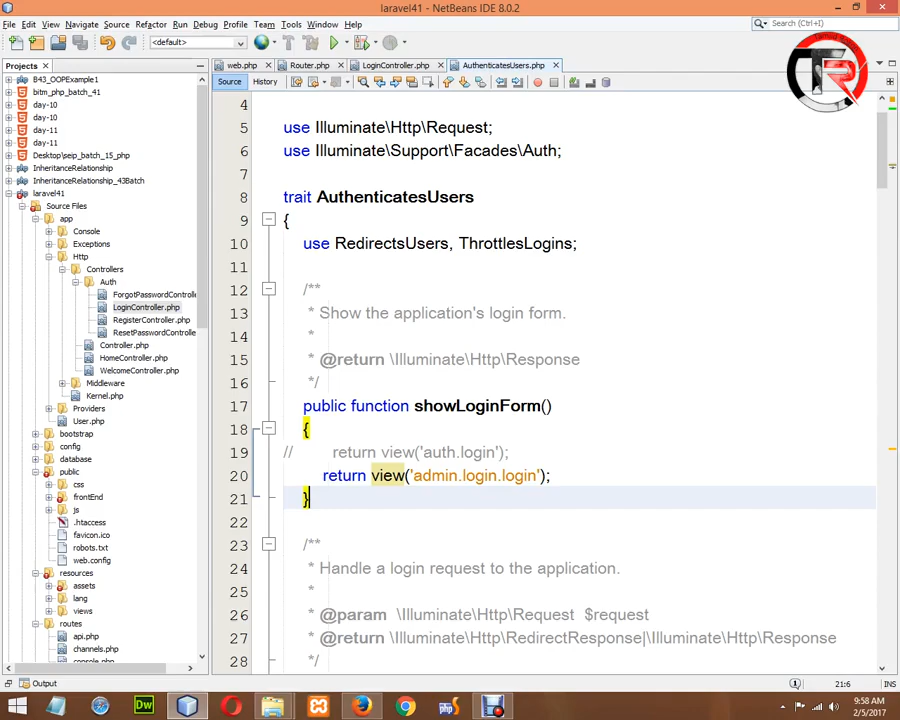 laravel41 - NetBeans IDE 8.0.2
File Edit View Navigate Source Refactor Run Debug Profile Team Tools Window Help
Search (Ctrl+I)
<default>
Projects
web.php Router.php LoginController.php AuthenticatesUsers.php
Source History
B43_OOPExample1
bitm_php_batch_41
day-10
day-10
day-11
day-11
Desktop\seip_batch_15_php
InheritanceRelationship
InheritanceRelationship_43Batch
laravel41
Source Files
app
Console
Exceptions
Http
Controllers
Auth
ForgotPasswordControlle
LoginController.php
RegisterController.php
ResetPasswordControlle
Controller.php
HomeController.php
WelcomeController.php
Middleware
Kernel.php
Providers
User.php
bootstrap
config
database
public
css
frontEnd
js
.htaccess
favicon.ico
robots.txt
web.config
resources
assets
lang
views
routes
api.php
channels.php
console.php
4
5 use Illuminate\Http\Request;
6 use Illuminate\Support\Facades\Auth;
7
8 trait AuthenticatesUsers
9 {
10 use RedirectsUsers, ThrottlesLogins;
11
12 /**
13 * Show the application's login form.
14 *
15 * @return \Illuminate\Http\Response
16 */
17 public function showLoginForm()
18 {
19 // return view('auth.login');
20 return view('admin.login.login');
21 }
22
23 /**
24 * Handle a login request to the application.
25 *
26 * @param \Illuminate\Http\Request $request
27 * @return \Illuminate\Http\RedirectResponse|\Illuminate\Http\Response
28 */
Output
21:6 INS
Dw
php
9:58 AM
2/5/2017